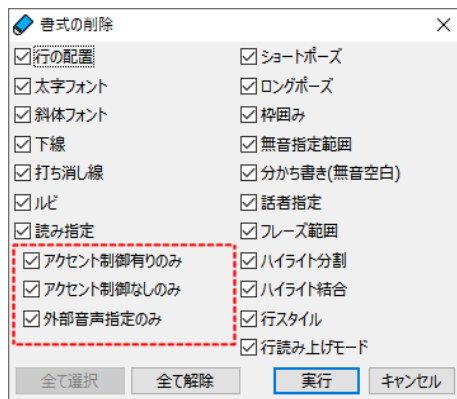 書式の削除
行の配置
太字フォント
斜体フォント
下線
打ち消し線
ルビ
読み指定
アクセント制御有りのみ
アクセント制御なしのみ
外部音声指定のみ
ショートポーズ
ロングポーズ
枠囲み
無音指定範囲
分かち書き(無音空白)
話者指定
フレーズ範囲
ハイライト分割
ハイライト結合
行スタイル
行読み上げモード
全て選択
全て解除
実行
キャンセル